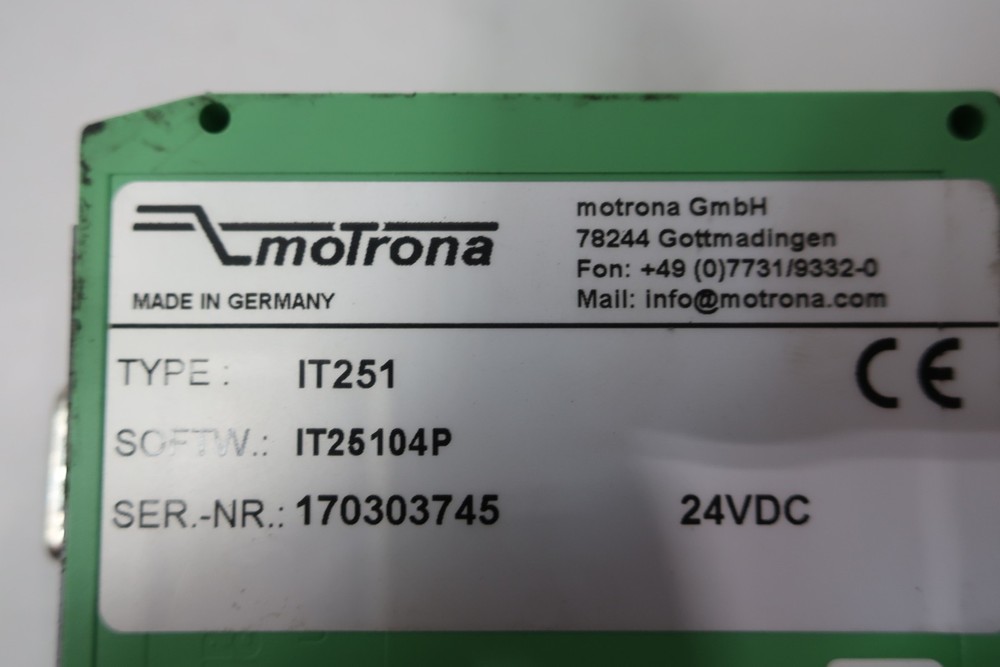 moTrona
MADE IN GERMANY
motrona GmbH
78244 Gottmadingen
Fon: +49 (0)7731/9332-0
Mail: info@motrona.com
CE
TYPE : IT251
SOFTW.: IT25104P
SER.-NR.: 170303745 24VDC